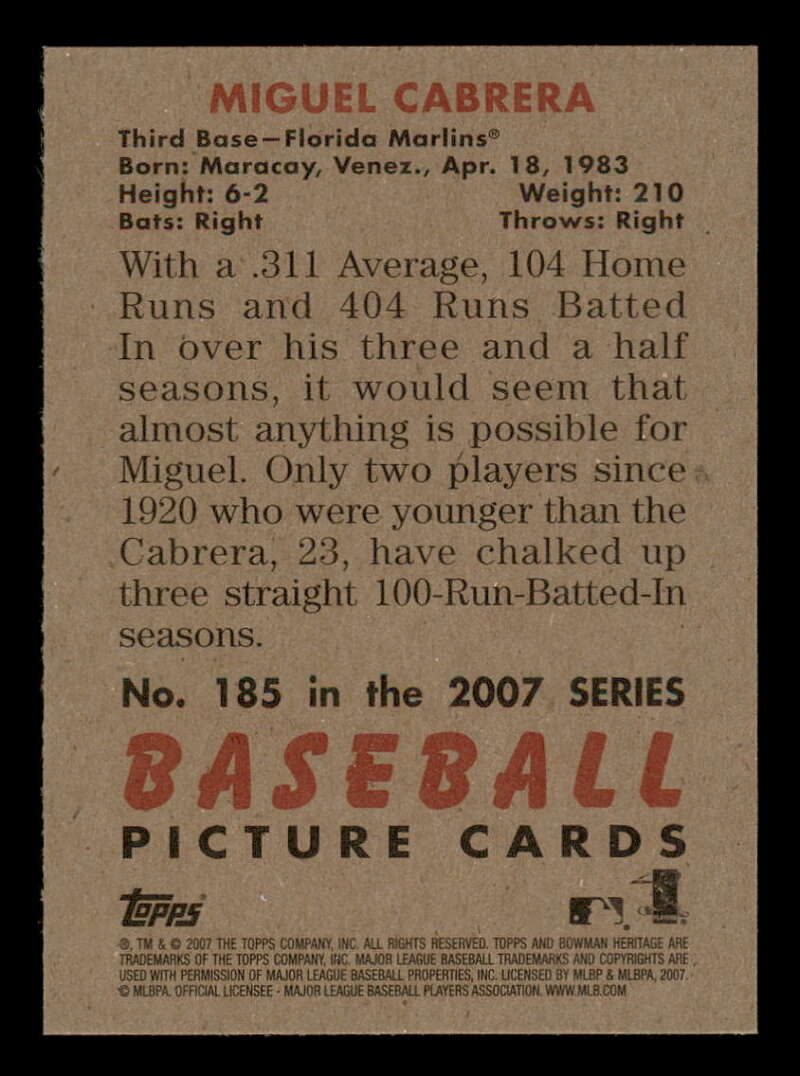 MIGUEL CABRERA
Third Base—Florida Marlins®
Born: Maracay, Venez., Apr. 18, 1983
Height: 6-2 Weight: 210
Bats: Right Throws: Right
With a .311 Average, 104 Home
Runs and 404 Runs Batted
In over his three and a half
seasons, it would seem that
almost anything is possible for
Miguel. Only two players since
1920 who were younger than the
Cabrera, 23, have chalked up
three straight 100-Run-Batted-In
seasons.
No. 185 in the 2007 SERIES
BASEBALL
PICTURE CARDS
Topps
®, TM & © 2007 THE TOPPS COMPANY, INC. ALL RIGHTS RESERVED. TOPPS AND BOWMAN HERITAGE ARE
TRADEMARKS OF THE TOPPS COMPANY, INC. MAJOR LEAGUE BASEBALL TRADEMARKS AND COPYRIGHTS ARE
USED WITH PERMISSION OF MAJOR LEAGUE BASEBALL PROPERTIES, INC. LICENSED BY MLBP & MLBPA, 2007.
© MLBPA. OFFICIAL LICENSEE - MAJOR LEAGUE BASEBALL PLAYERS ASSOCIATION. WWW.MLB.COM